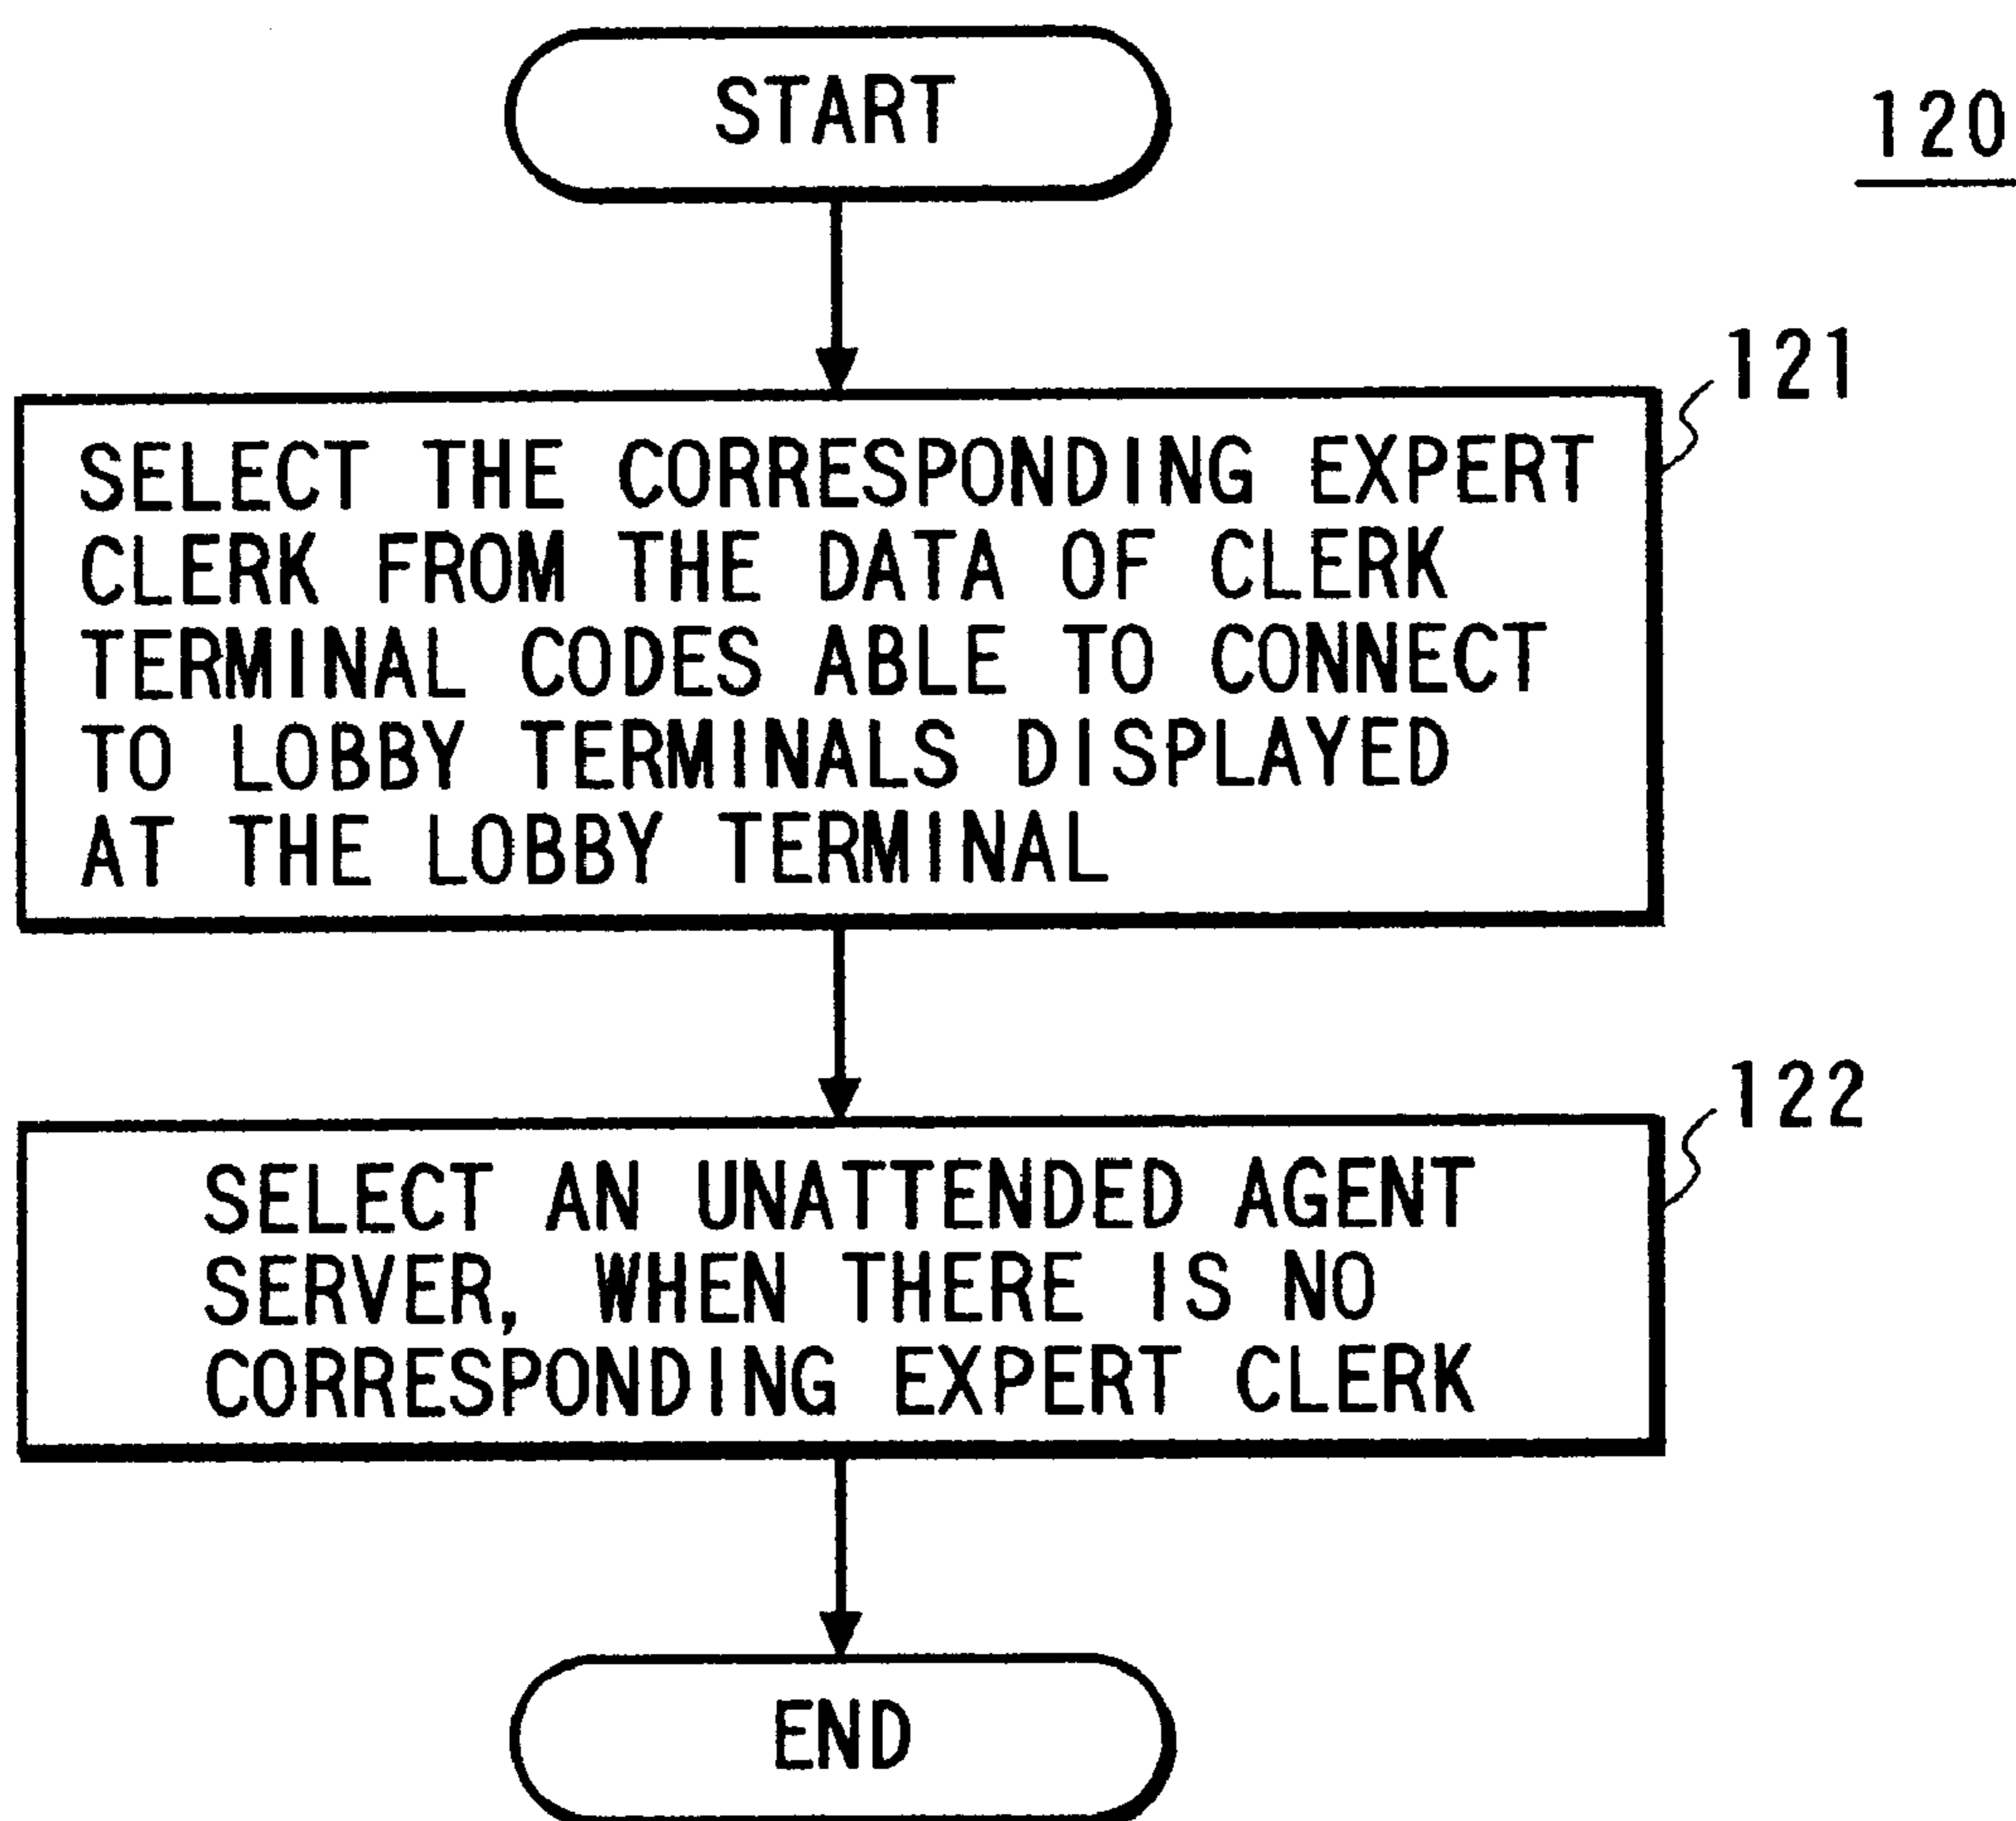 START
120
121
SELECT THE CORRESPONDING EXPERT
CLERK FROM THE DATA OF CLERK
TERMINAL CODES ABLE TO CONNECT
TO LOBBY TERMINALS DISPLAYED
AT THE LOBBY TERMINAL
122
SELECT AN UNATTENDED AGENT
SERVER, WHEN THERE IS NO
CORRESPONDING EXPERT CLERK
END